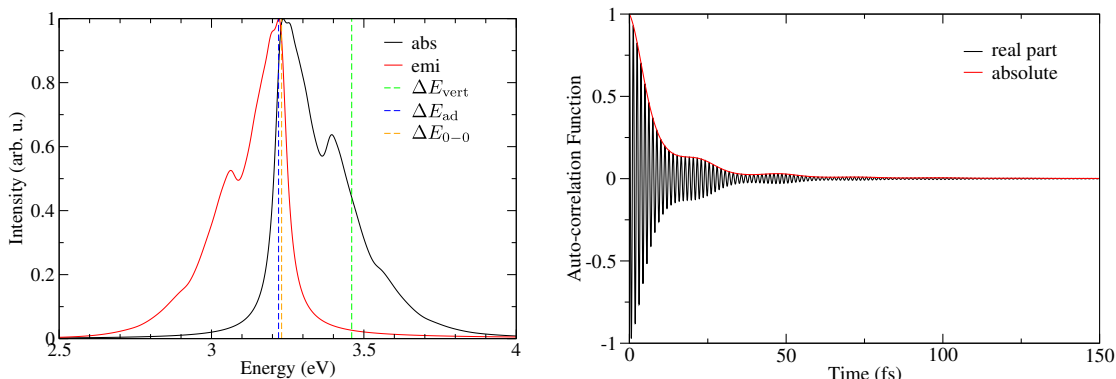 1
0.8
0.6
0.4
0.2
0
Intensity (arb. u.)
abs
emi
ΔE_vert
ΔE_ad
ΔE_0−0
2.5 3 3.5 4
Energy (eV)
1
0.5
0
-0.5
-1
Auto-correlation Function
real part
absolute
0 50 100 150
Time (fs)